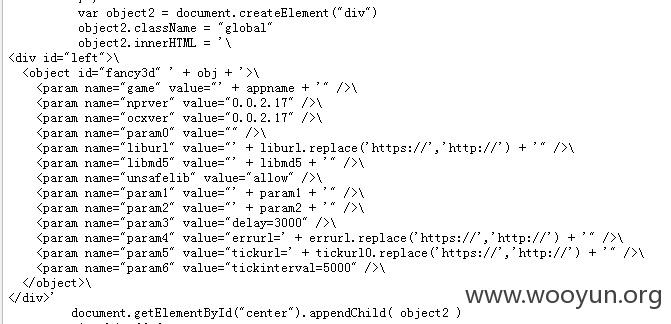 var object2 = document.createElement("div")
object2.className = "global"
object2.innerHTML = '\
<div id="left">\
<object id="fancy3d" ' + obj + '>\
<param name="game" value="' + appname + '" />\
<param name="nprver" value="0.0.2.17" />\
<param name="ocxver" value="0.0.2.17" />\
<param name="param0" value="" />\
<param name="liburl" value="' + liburl.replace('https://','http://') + '" />\
<param name="libmd5" value="' + libmd5 + '" />\
<param name="unsafelib" value="allow" />\
<param name="param1" value="' + param1 + '" />\
<param name="param2" value="' + param2 + '" />\
<param name="param3" value="delay=3000" />\
<param name="param4" value="errurl=' + errurl.replace('https://','http://') + '" />\
<param name="param5" value="tickurl=' + tickurl0.replace('https://','http://') + '" />\
<param name="param6" value="tickinterval=5000" />\
</object>\
</div>'
www.wooyun.org
document.getElementById("center").appendChild( object2 )